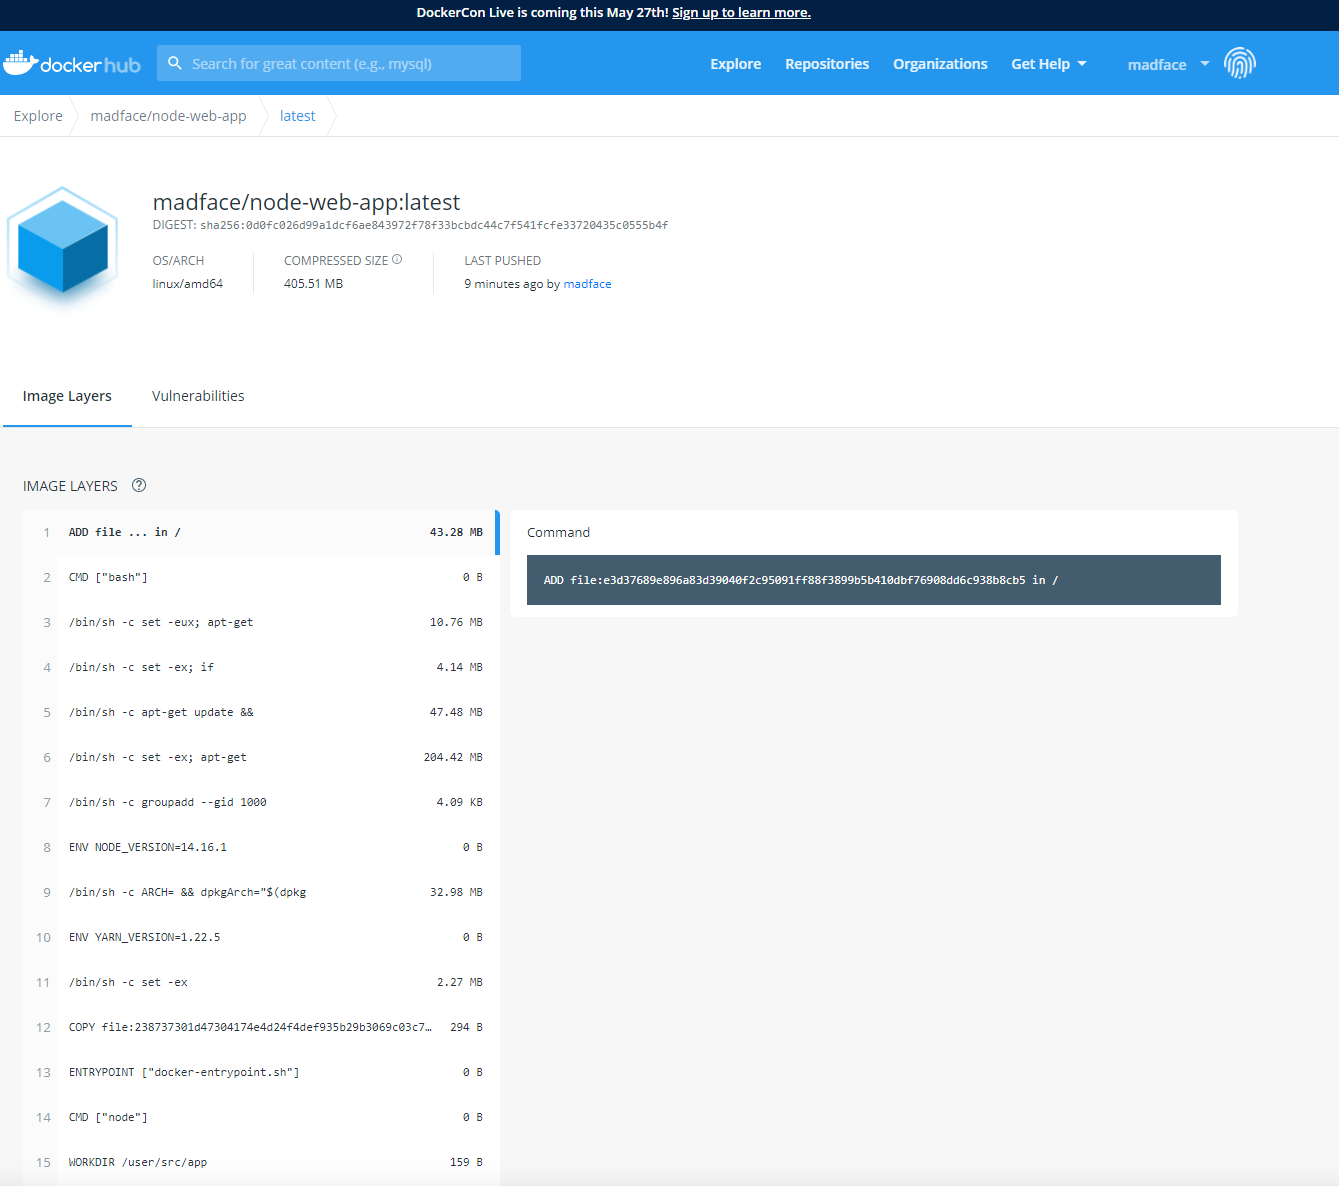 DockerCon Live is coming this May 27th! Sign up to learn more.
docker hub
Search for great content (e.g., mysql)
Explore
Repositories
Organizations
Get Help
madface
Explore
madface/node-web-app
latest
madface/node-web-app:latest
DIGEST: sha256:0d0fc026d99a1dcf6ae843972f78f33bcbdc44c7f541fcfe33720435c0555b4f
OS/ARCH
linux/amd64
COMPRESSED SIZE
405.51 MB
LAST PUSHED
9 minutes ago by madface
Image Layers
Vulnerabilities
IMAGE LAYERS
1 ADD file ... in / 43.28 MB
2 CMD ["bash"] 0 B
3 /bin/sh -c set -eux; apt-get 10.76 MB
4 /bin/sh -c set -ex; if 4.14 MB
5 /bin/sh -c apt-get update && 47.48 MB
6 /bin/sh -c set -ex; apt-get 204.42 MB
7 /bin/sh -c groupadd --gid 1000 4.09 KB
8 ENV NODE_VERSION=14.16.1 0 B
9 /bin/sh -c ARCH= && dpkgArch="$(dpkg 32.98 MB
10 ENV YARN_VERSION=1.22.5 0 B
11 /bin/sh -c set -ex 2.27 MB
12 COPY file:238737301d47304174e4d24f4def935b29b3069c03c7… 294 B
13 ENTRYPOINT ["docker-entrypoint.sh"] 0 B
14 CMD ["node"] 0 B
15 WORKDIR /user/src/app 159 B
Command
ADD file:e3d37689e896a83d39040f2c95091ff88f3899b5b410dbf76908dd6c938b8cb5 in /